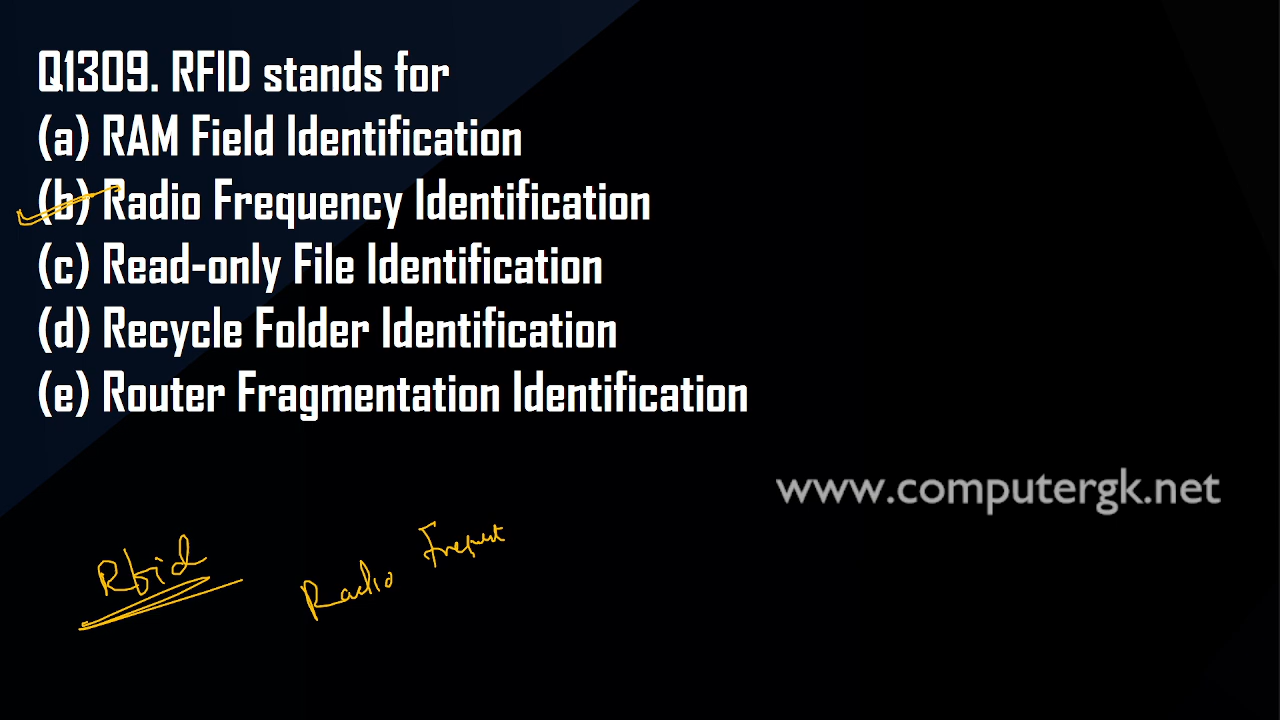 Q1309. RFID stands for
(a) RAM Field Identification
(b) Radio Frequency Identification
(c) Read-only File Identification
(d) Recycle Folder Identification
(e) Router Fragmentation Identification
www.computergk.net
Rfid
Radio